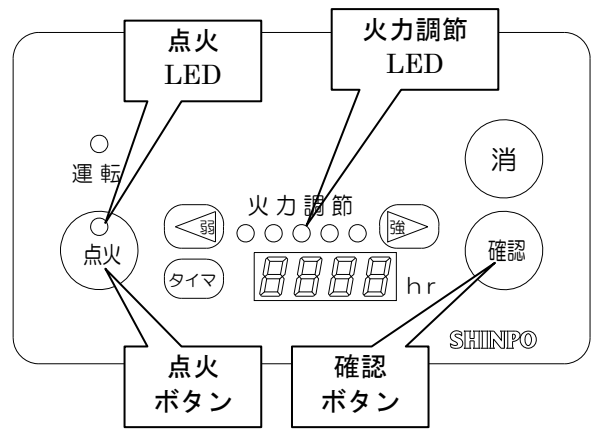 点火
LED
火力調節
LED
運転
消
火力調節
弱
強
点火
確認
タイマ
8888 hr
SHINPO
点火
ボタン
確認
ボタン